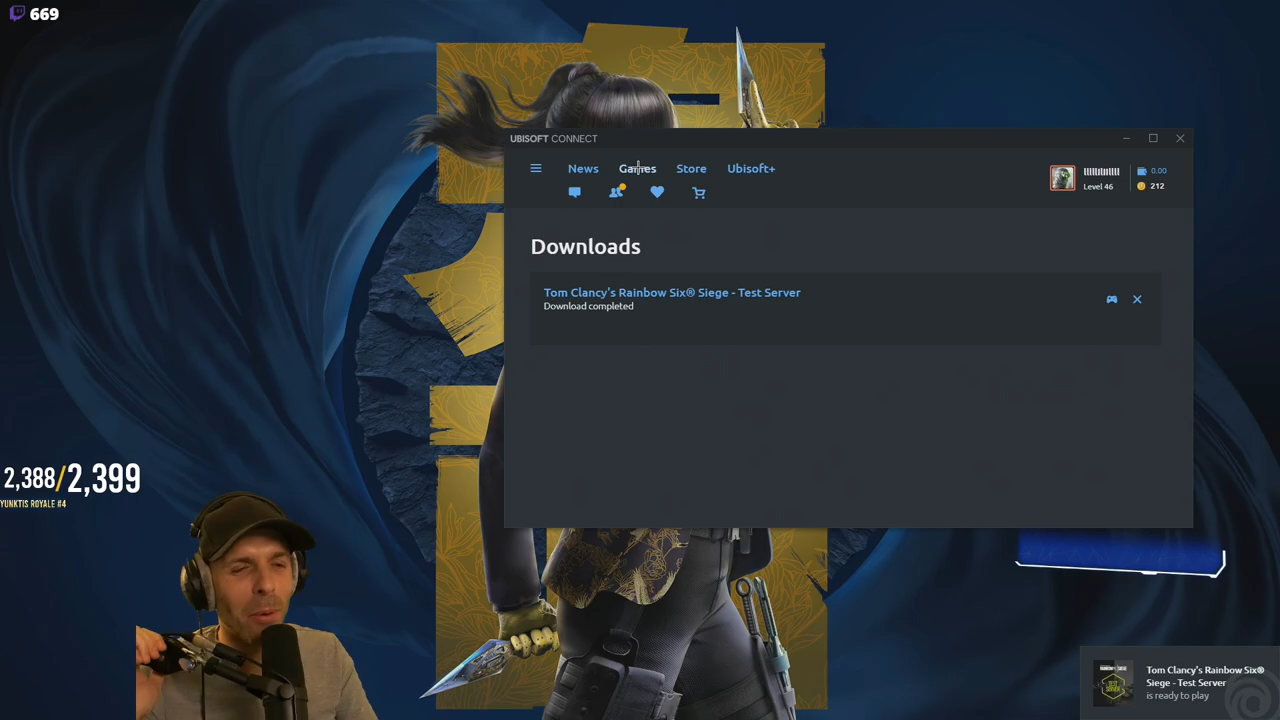 669
UBISOFT CONNECT
News Games Store Ubisoft+
0.00
Level 46
212
Downloads
Tom Clancy's Rainbow Six® Siege - Test Server
Download completed
2,388/2,399
YUNKTIS ROYALE #4
Tom Clancy's Rainbow Six®
Siege - Test Server
is ready to play